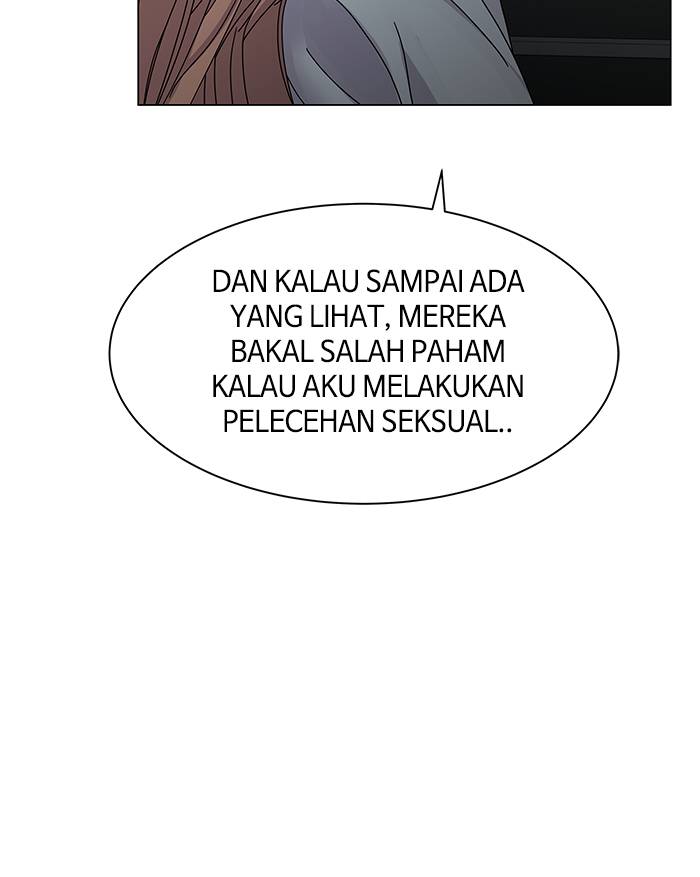 DAN KALAU SAMPAI ADA
YANG LIHAT, MEREKA
BAKAL SALAH PAHAM
KALAU AKU MELAKUKAN
PELECEHAN SEKSUAL..